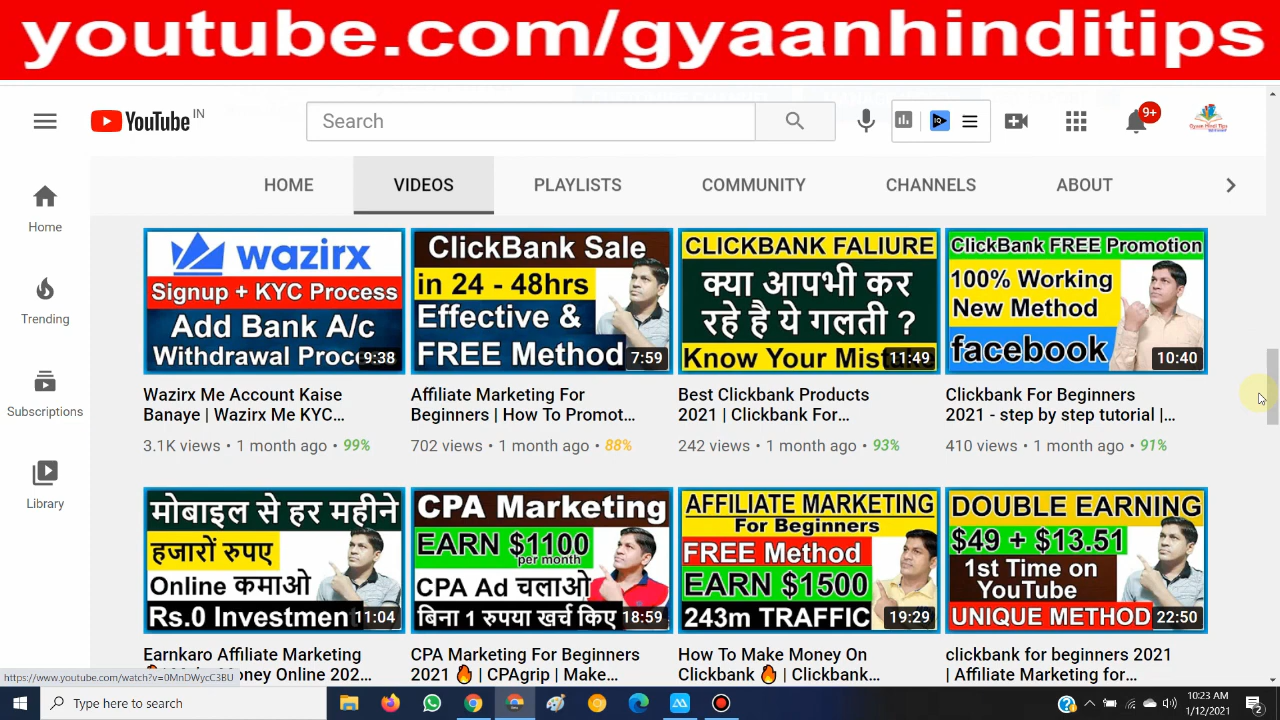 youtube.com/gyaanhinditips
YouTube IN
Search
9+
HOME
VIDEOS
PLAYLISTS
COMMUNITY
CHANNELS
ABOUT
Home
Trending
Subscriptions
Library
wazirx
Signup + KYC Process
Add Bank A/c
Withdrawal Proc
9:38
Wazirx Me Account Kaise
Banaye | Wazirx Me KYC...
3.1K views • 1 month ago • 99%
ClickBank Sale
in 24 - 48hrs
Effective &
FREE Method
7:59
Affiliate Marketing For
Beginners | How To Promot...
702 views • 1 month ago • 88%
CLICKBANK FALIURE
क्या आपभी कर
रहे है ये गलती ?
Know Your Mist
11:49
Best Clickbank Products
2021 | Clickbank For...
242 views • 1 month ago • 93%
ClickBank FREE Promotion
100% Working
New Method
facebook
10:40
Clickbank For Beginners
2021 - step by step tutorial |...
410 views • 1 month ago • 91%
मोबाइल से हर महीने
हजारों रुपए
Online कमाओ
Rs.0 Investment
11:04
Earnkaro Affiliate Marketing
ney Online 202...
CPA Marketing
EARN $1100
per month
CPA Ad चलाओ
बिना 1 रुपया खर्च किए
18:59
CPA Marketing For Beginners
2021 🔥 | CPAgrip | Make...
AFFILIATE MARKETING
For Beginners
FREE Method
EARN $1500
243m TRAFFIC
19:29
How To Make Money On
Clickbank 🔥 | Clickbank...
DOUBLE EARNING
$49 + $13.51
1st Time on
YouTube
UNIQUE METHOD
22:50
clickbank for beginners 2021
| Affiliate Marketing for...
https://www.youtube.com/watch?v=0MnDWycC3BU
Type here to search
10:23 AM
1/12/2021
2